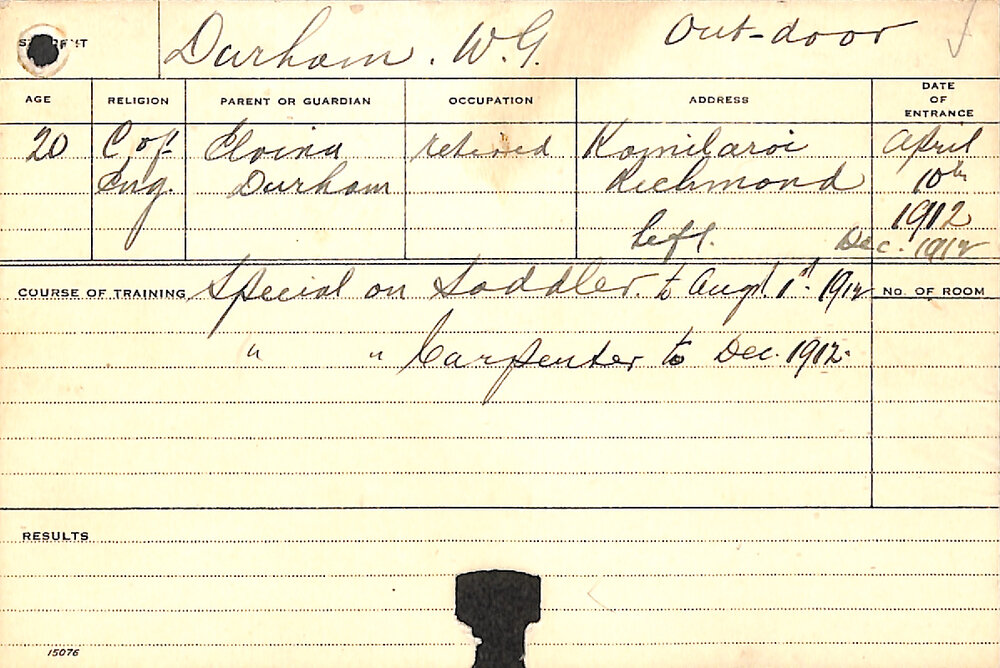 STUDENT Durham. W.G. Out-door
AGE RELIGION PARENT OR GUARDIAN OCCUPATION ADDRESS DATE OF ENTRANCE
20 C. of Elvina retired Kamilaroi April
Eng. Durham Richmond 10th
1912
left. Dec. 1912
COURSE OF TRAINING Special on Saddler. to Augt. 1st. 1912 No. OF ROOM
" " Carpenter to Dec. 1912.
RESULTS
15076